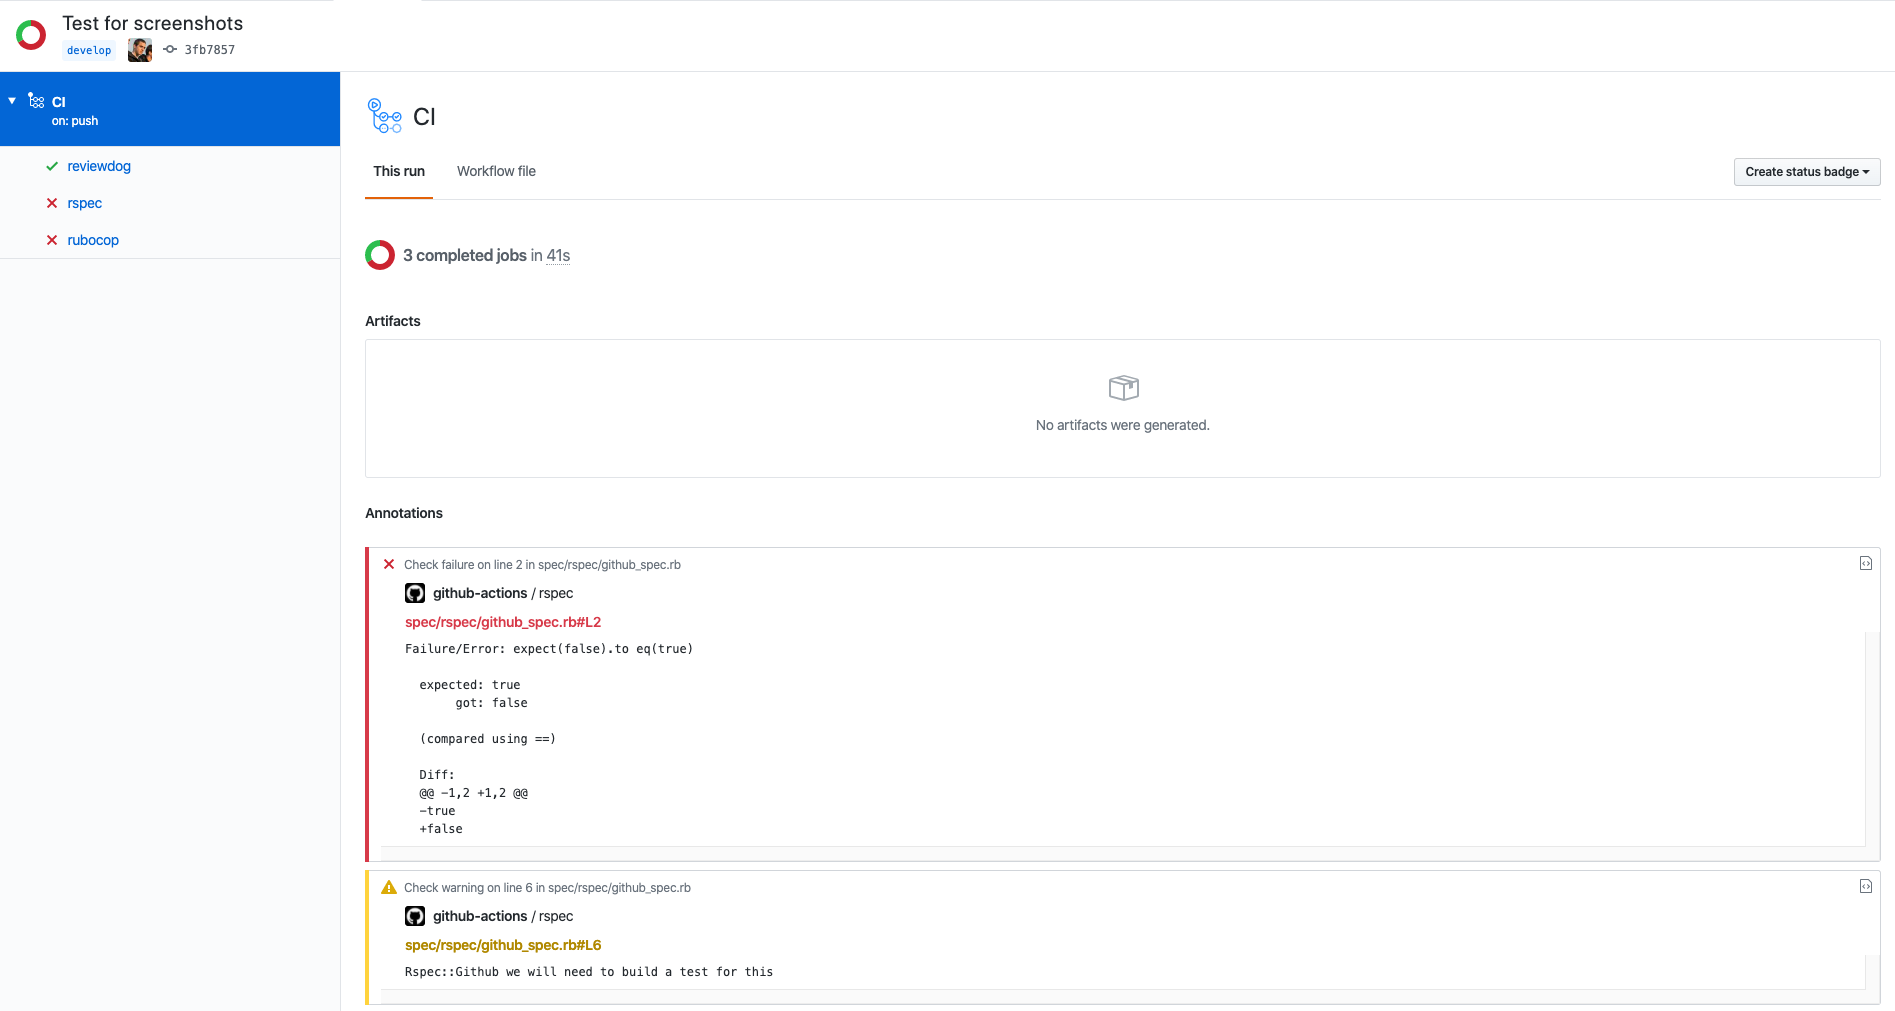 Test for screenshots
develop 3fb7857
CI
on: push
reviewdog
rspec
rubocop
CI
This run Workflow file Create status badge
3 completed jobs in 41s
Artifacts
No artifacts were generated.
Annotations
Check failure on line 2 in spec/rspec/github_spec.rb
github-actions / rspec
spec/rspec/github_spec.rb#L2
Failure/Error: expect(false).to eq(true)
expected: true
got: false
(compared using ==)
Diff:
@@ -1,2 +1,2 @@
-true
+false
Check warning on line 6 in spec/rspec/github_spec.rb
github-actions / rspec
spec/rspec/github_spec.rb#L6
Rspec::Github we will need to build a test for this